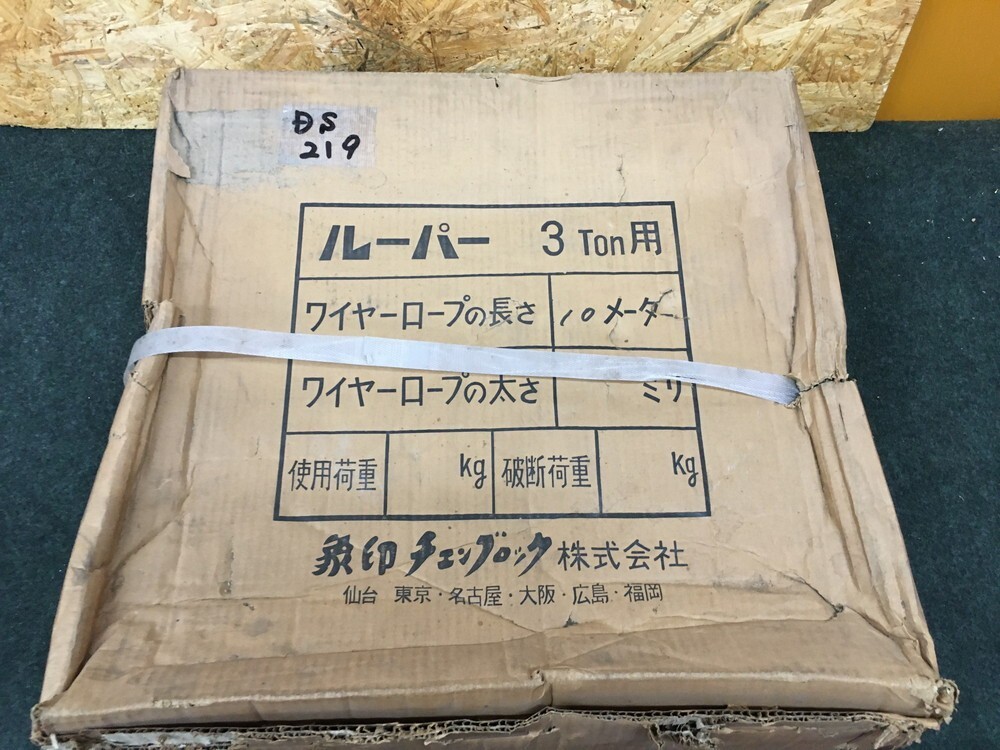 DS
219
ルーパー 3 Ton用
ワイヤーロープの長さ 10メーター
ワイヤーロープの太さ ミリ
使用荷重 kg 破断荷重 kg
象印チェンブロック株式会社
仙台 東京・名古屋・大阪・広島・福岡